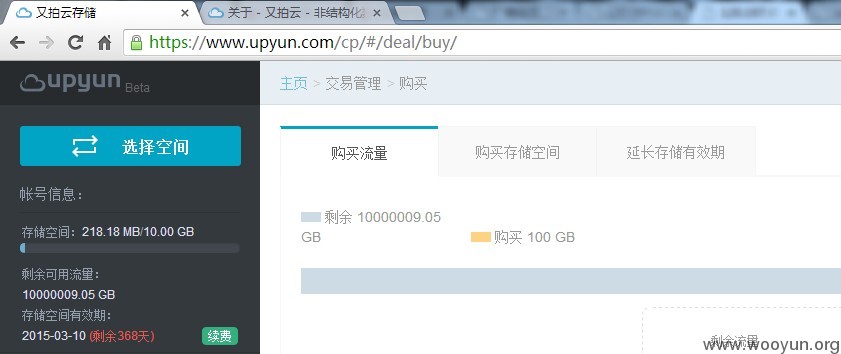 又拍云存储
关于 - 又拍云 - 非结构化
https://www.upyun.com/cp/#/deal/buy/
upyun Beta
主页 > 交易管理 > 购买
选择空间
购买流量
购买存储空间
延长存储有效期
帐号信息：
存储空间：218.18 MB/10.00 GB
剩余可用流量：
10000009.05 GB
存储空间有效期：
2015-03-10 (剩余368天)
续费
剩余 10000009.05
GB
购买 100 GB
剩余流量
www.wooyun.org